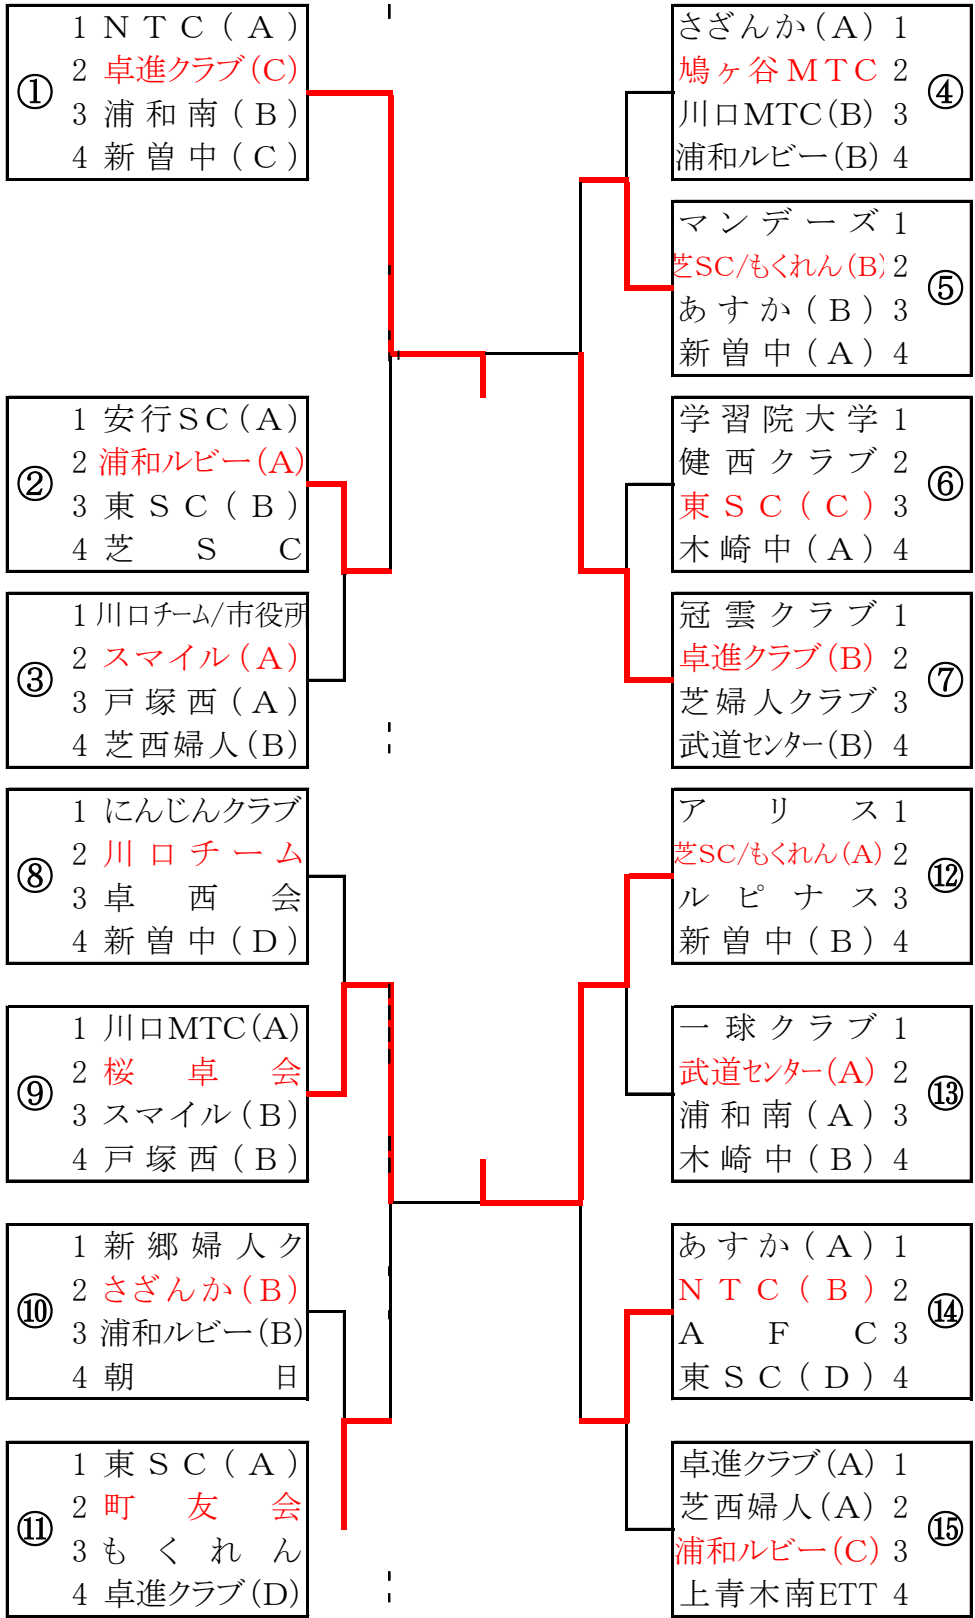 ① 1 ＮＴＣ（Ａ）
2 卓進クラブ(C)
3 浦和南（Ｂ）
4 新曽中（Ｃ）
② 1 安行ＳＣ(Ａ)
2 浦和ルビー(A)
3 東ＳＣ（Ｂ）
4 芝ＳＣ
③ 1 川口チーム/市役所
2 スマイル(Ａ)
3 戸塚西（Ａ）
4 芝西婦人(B)
⑧ 1 にんじんクラブ
2 川口チーム
3 卓西会
4 新曽中（Ｄ）
⑨ 1 川口MTC(A)
2 桜卓会
3 スマイル(Ｂ)
4 戸塚西（Ｂ）
⑩ 1 新郷婦人ク
2 さざんか(Ｂ)
3 浦和ルビー(B)
4 朝日
⑪ 1 東ＳＣ（Ａ）
2 町友会
3 もくれん
4 卓進クラブ(D)
さざんか(Ａ) 1 ④
鳩ヶ谷ＭＴＣ 2
川口MTC(B) 3
浦和ルビー(B) 4
マンデーズ 1 ⑤
芝SC/もくれん(B) 2
あすか（Ｂ） 3
新曽中（Ａ） 4
学習院大学 1 ⑥
健西クラブ 2
東ＳＣ（Ｃ） 3
木崎中（Ａ） 4
冠雲クラブ 1 ⑦
卓進クラブ(B) 2
芝婦人クラブ 3
武道センター(B) 4
アリス 1 ⑫
芝SC/もくれん(A) 2
ルピナス 3
新曽中（Ｂ） 4
一球クラブ 1 ⑬
武道センター(A) 2
浦和南（Ａ） 3
木崎中（Ｂ） 4
あすか（Ａ） 1 ⑭
ＮＴＣ（Ｂ） 2
ＡＦＣ 3
東ＳＣ（Ｄ） 4
卓進クラブ(A) 1 ⑮
芝西婦人(A) 2
浦和ルビー(C) 3
上青木南ETT 4